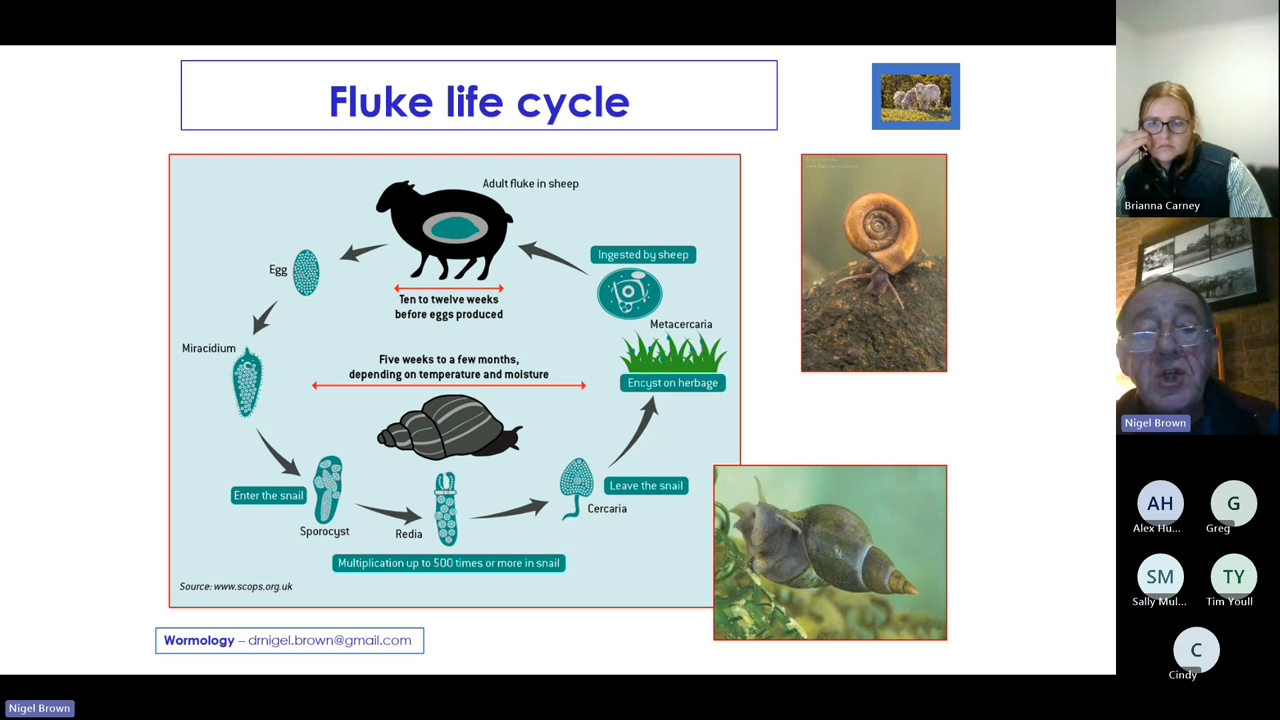 Fluke life cycle
Adult fluke in sheep
Egg
Ingested by sheep
Ten to twelve weeks
before eggs produced
Metacercaria
Miracidium
Five weeks to a few months,
depending on temperature and moisture
Encyst on herbage
Enter the snail
Leave the snail
Sporocyst
Redia
Cercaria
Multiplication up to 500 times or more in snail
Source: www.scops.org.uk
Wormology – drnigel.brown@gmail.com
Nigel Brown
Brianna Carney
Nigel Brown
AH
Alex Hu...
G
Greg
SM
Sally Mul...
TY
Tim Youll
C
Cindy